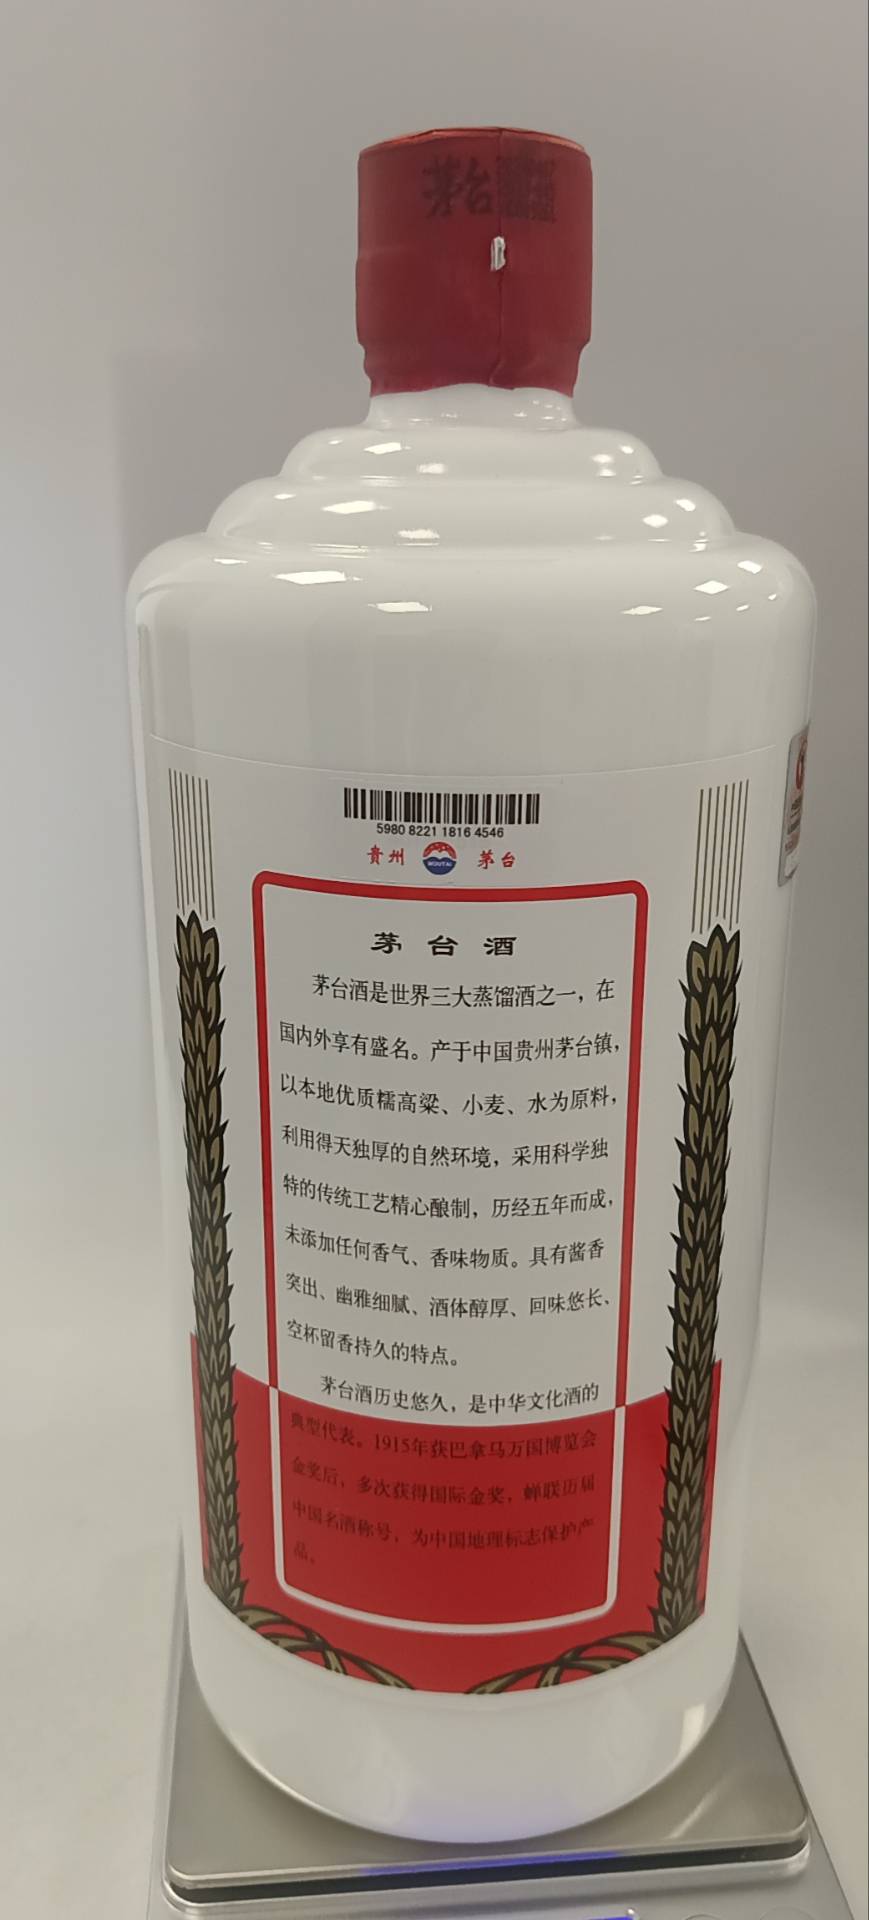 茅台
5980 8221 1816 4546
贵州 MOUTAI 茅台
茅台酒
茅台酒是世界三大蒸馏酒之一，在
国内外享有盛名。产于中国贵州茅台镇，
以本地优质糯高粱、小麦、水为原料，
利用得天独厚的自然环境，采用科学独
特的传统工艺精心酿制，历经五年而成，
未添加任何香气、香味物质。具有酱香
突出、幽雅细腻、酒体醇厚、回味悠长、
空杯留香持久的特点。
茅台酒历史悠久，是中华文化酒的
典型代表。1915年获巴拿马万国博览会
金奖后，多次获得国际金奖，蝉联历届
中国名酒称号，为中国地理标志保护产
品。